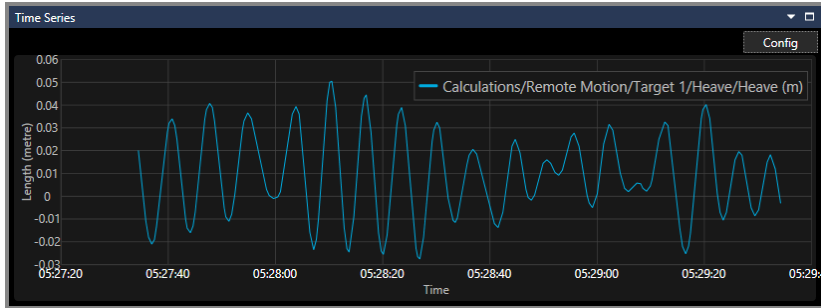 Time Series
Config
Calculations/Remote Motion/Target 1/Heave/Heave (m)
Length (metre)
0.06
0.05
0.04
0.03
0.02
0.01
0
-0.01
-0.02
-0.03
05:27:20 05:27:40 05:28:00 05:28:20 05:28:40 05:29:00 05:29:20 05:29:
Time